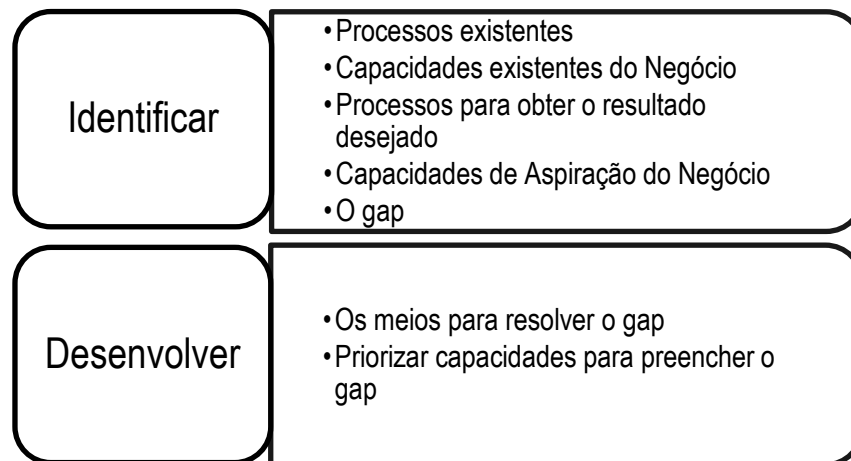 Identificar
•Processos existentes
•Capacidades existentes do Negócio
•Processos para obter o resultado
desejado
•Capacidades de Aspiração do Negócio
•O gap
Desenvolver
•Os meios para resolver o gap
•Priorizar capacidades para preencher o
gap